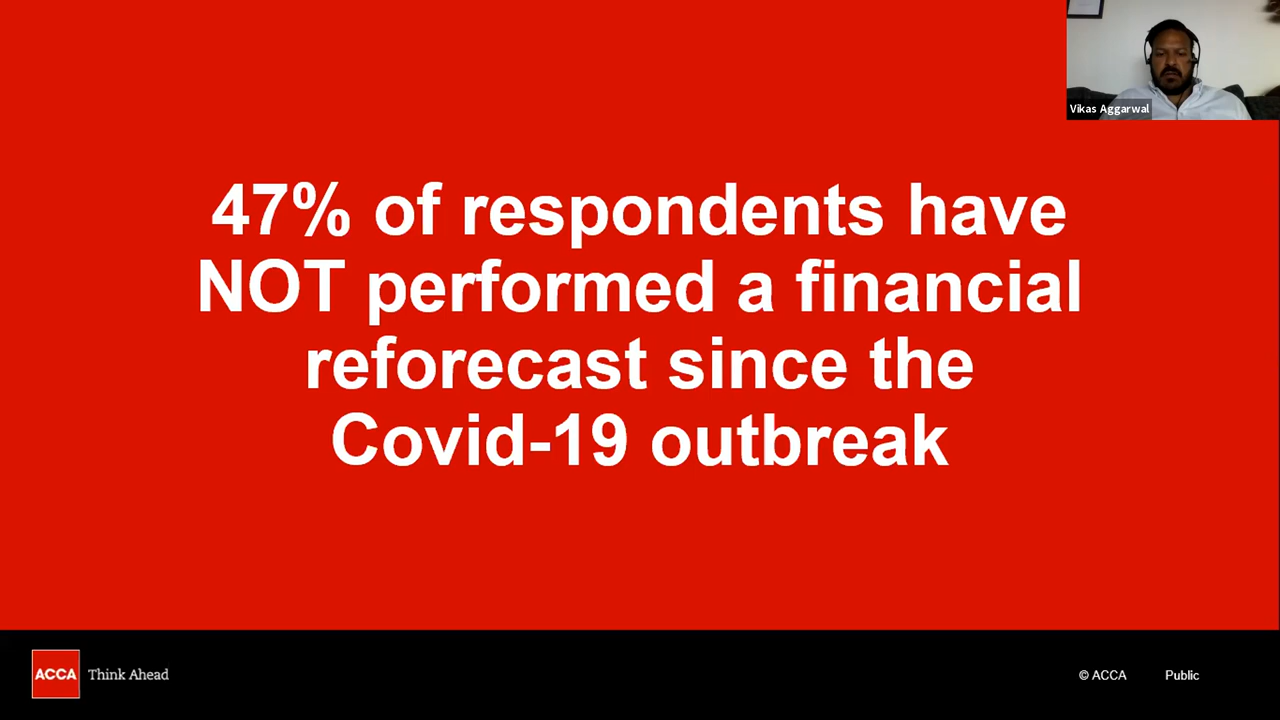 Vikas Aggarwal
47% of respondents have
NOT performed a financial
reforecast since the
Covid-19 outbreak
ACCA Think Ahead
© ACCA Public